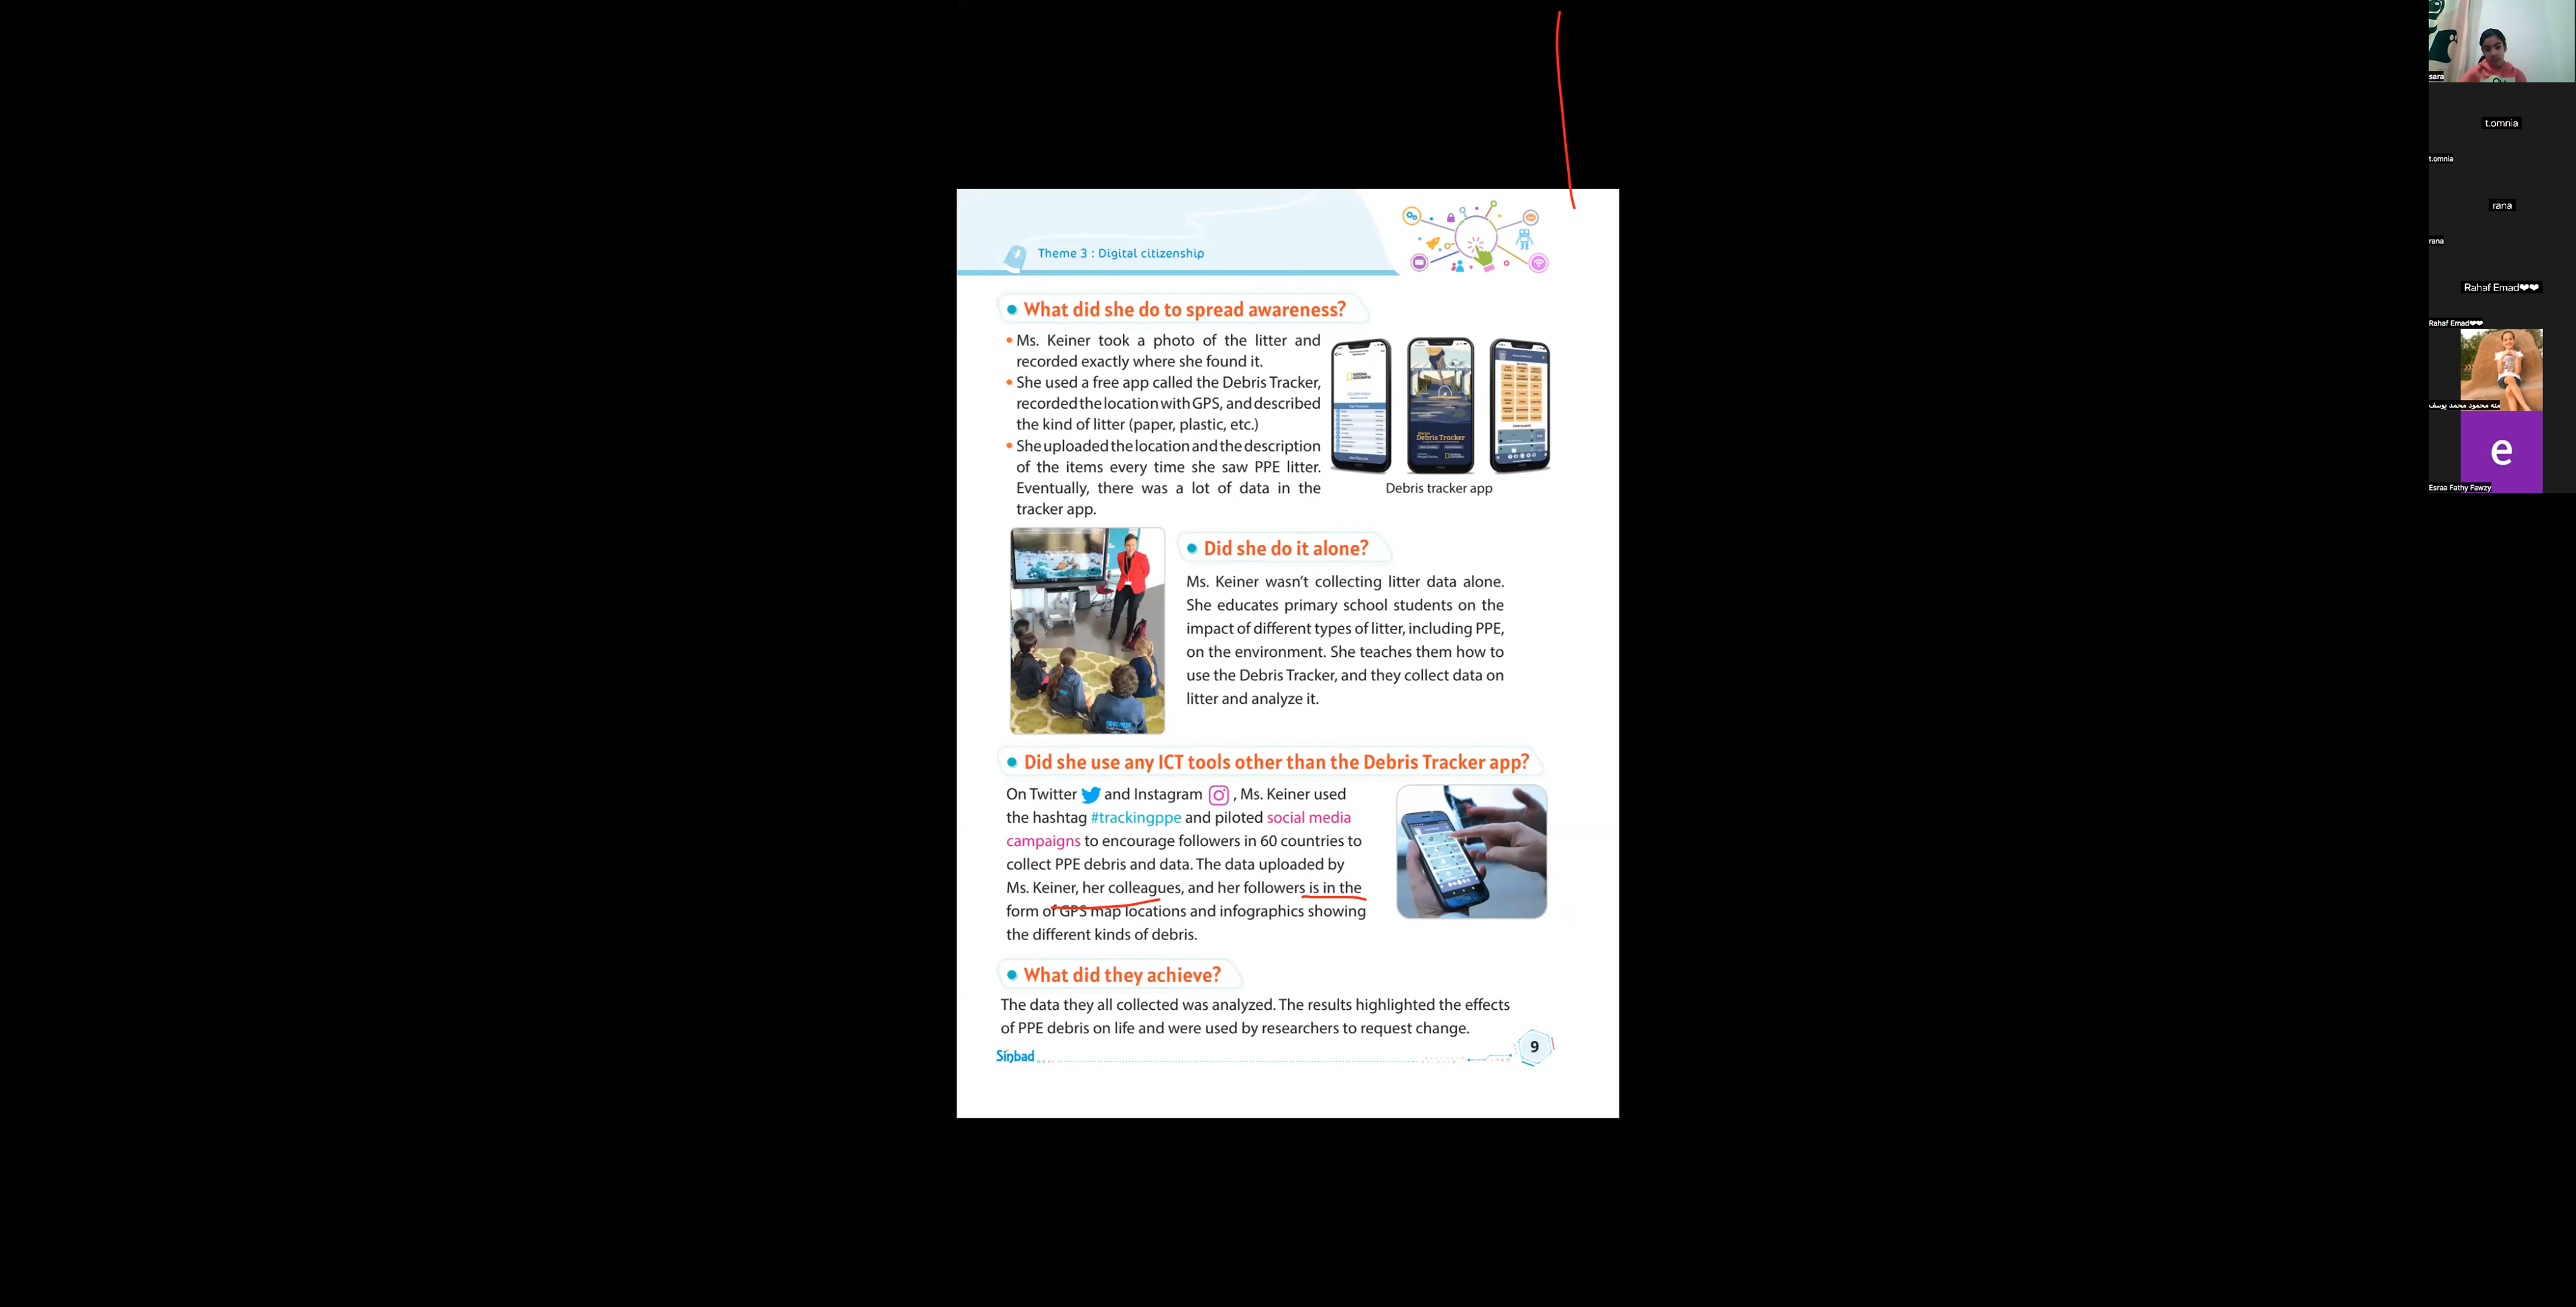 Theme 3 : Digital citizenship
What did she do to spread awareness?
• Ms. Keiner took a photo of the litter and
recorded exactly where she found it.
• She used a free app called the Debris Tracker,
recorded the location with GPS, and described
the kind of litter (paper, plastic, etc.)
• She uploaded the location and the description
of the items every time she saw PPE litter.
Eventually, there was a lot of data in the
tracker app.
Debris Tracker
Debris tracker app
Did she do it alone?
Ms. Keiner wasn't collecting litter data alone.
She educates primary school students on the
impact of different types of litter, including PPE,
on the environment. She teaches them how to
use the Debris Tracker, and they collect data on
litter and analyze it.
Did she use any ICT tools other than the Debris Tracker app?
On Twitter and Instagram , Ms. Keiner used
the hashtag #trackingppe and piloted social media
campaigns to encourage followers in 60 countries to
collect PPE debris and data. The data uploaded by
Ms. Keiner, her colleagues, and her followers is in the
form of GPS map locations and infographics showing
the different kinds of debris.
What did they achieve?
The data they all collected was analyzed. The results highlighted the effects
of PPE debris on life and were used by researchers to request change.
Sinbad
9
sara
t.omnia
t.omnia
rana
rana
Rahaf Emad❤❤
Rahaf Emad❤❤
منه محمود محمد يوسف
e
Esraa Fathy Fawzy